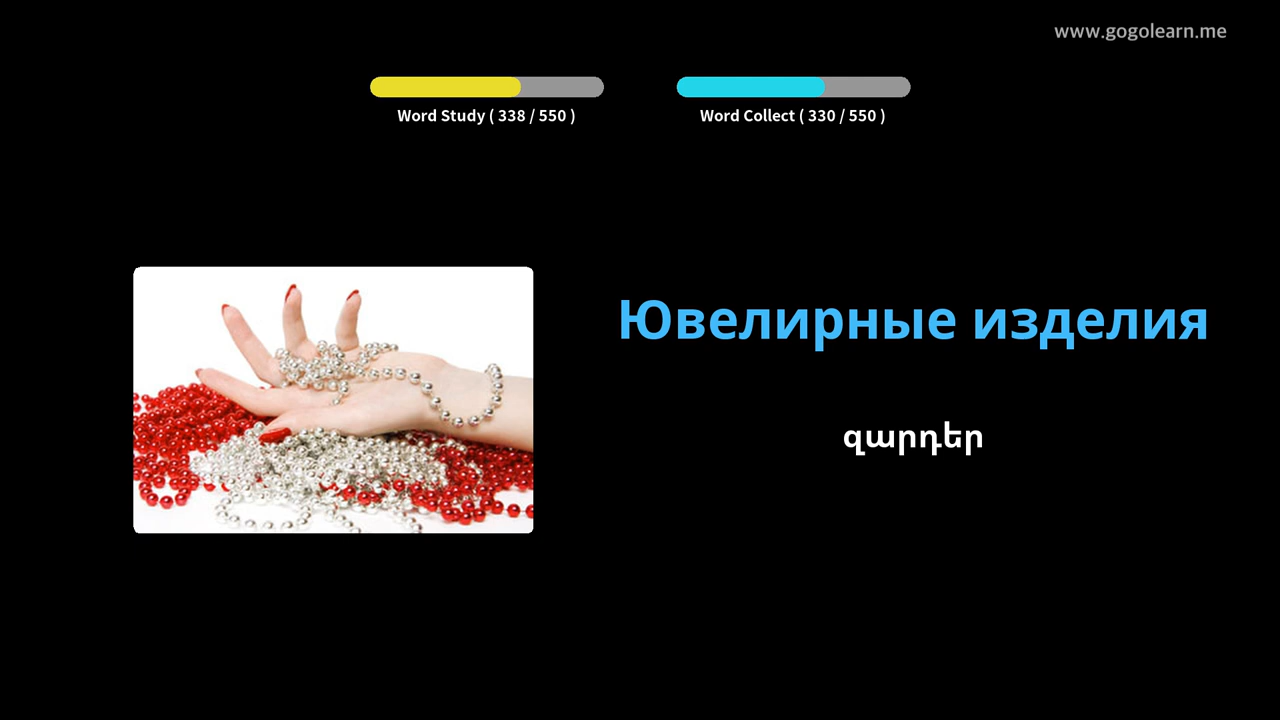 www.gogolearn.me
Word Study ( 338 / 550 )
Word Collect ( 330 / 550 )
Ювелирные изделия
զարդեր